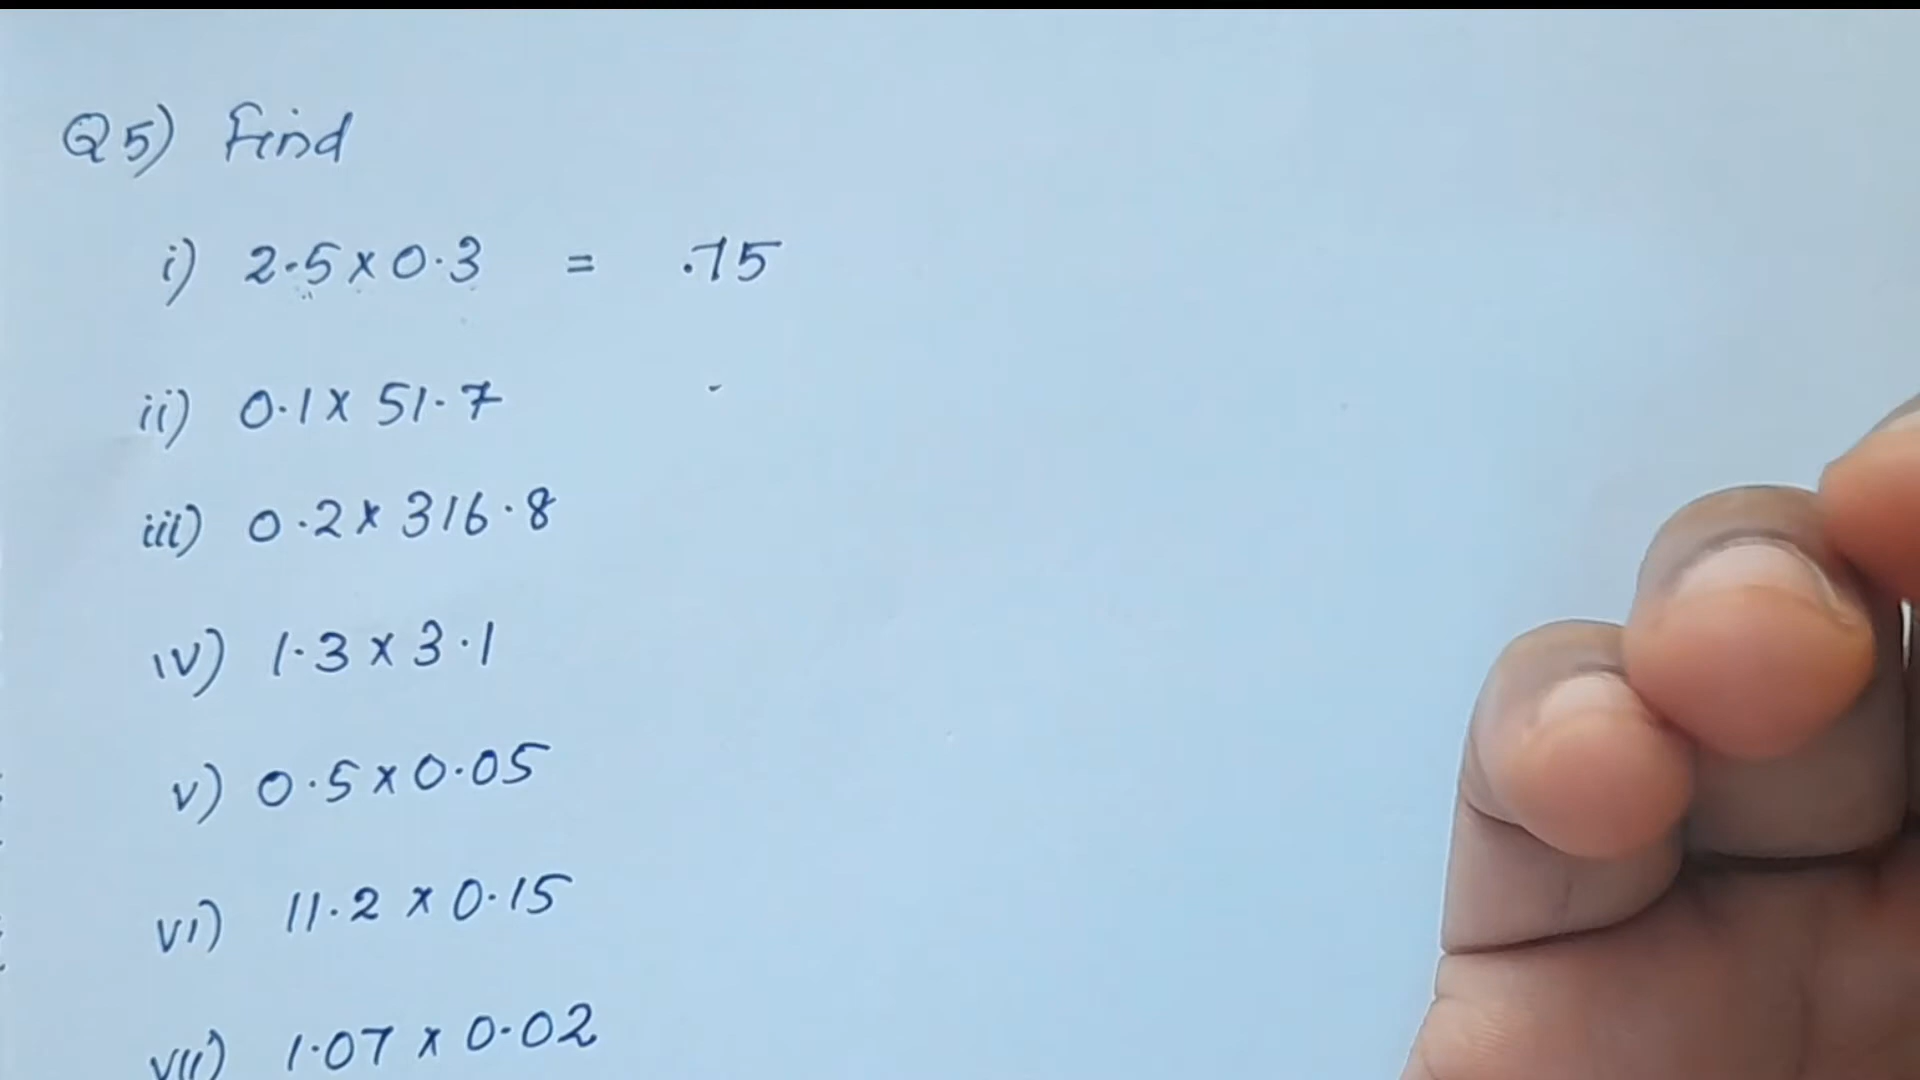 Q5) Find
i) 2.5 x 0.3 = .75
ii) 0.1 x 51.7
iii) 0.2 x 316.8
iv) 1.3 x 3.1
v) 0.5 x 0.05
vi) 11.2 x 0.15
vii) 1.07 x 0.02